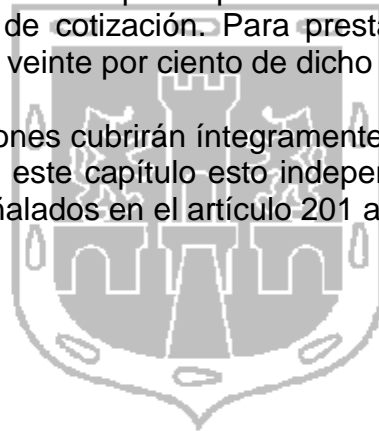 de cotización. Para presta
veinte por ciento de dicho
ones cubrirán íntegramente
este capítulo esto indepen
ñalados en el artículo 201 a